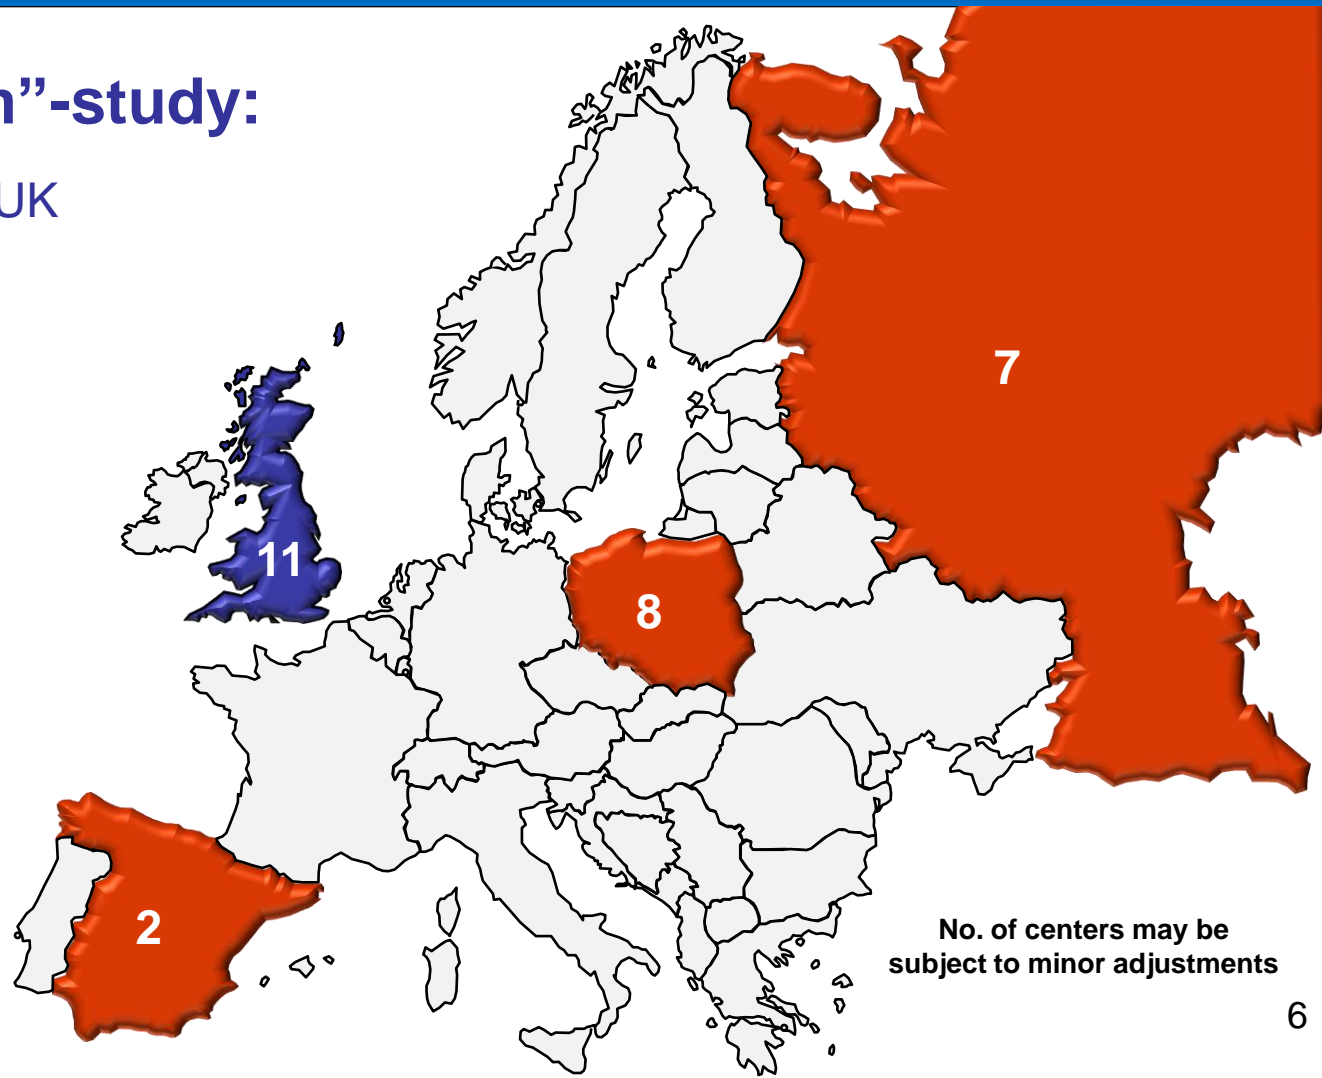 ”-study:
UK
7
11
8
2
No. of centers may be
subject to minor adjustments
6